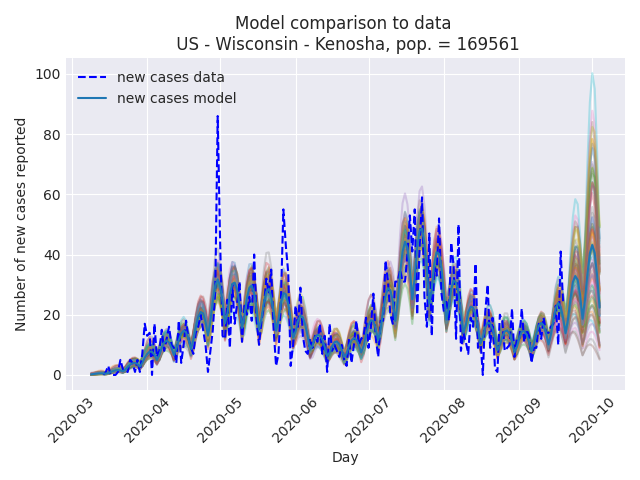 Model comparison to data
US - Wisconsin - Kenosha, pop. = 169561
new cases data
new cases model
Number of new cases reported
100
80
60
40
20
0
2020-03
2020-04
2020-05
2020-06
2020-07
2020-08
2020-09
2020-10
Day